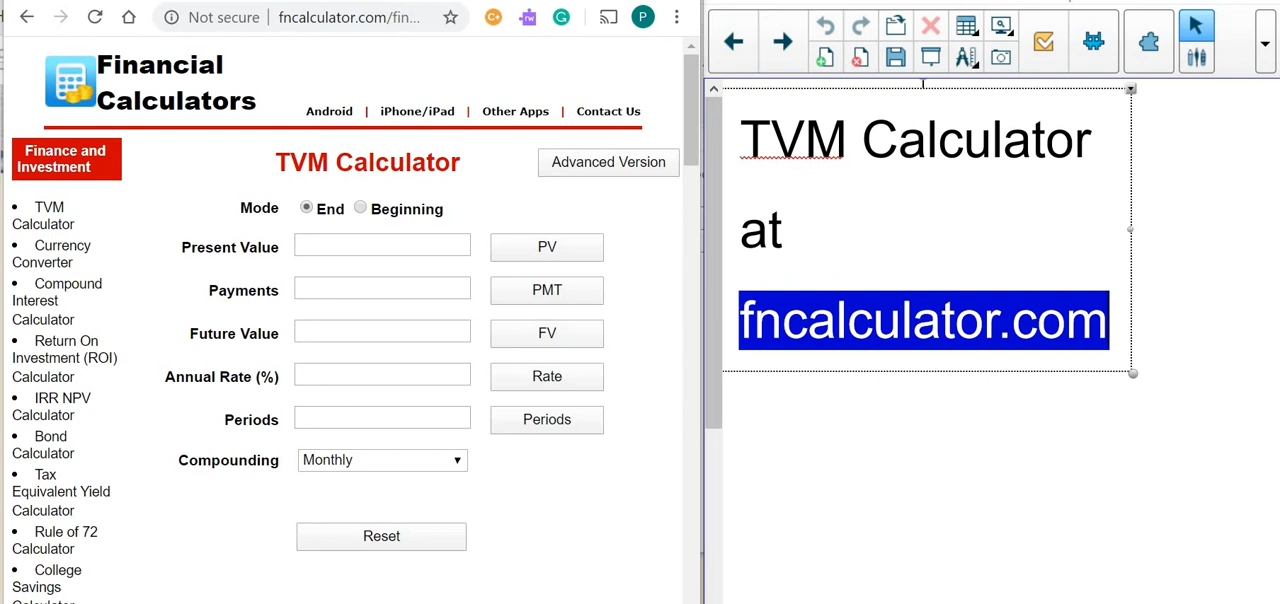 Not secure | fncalculator.com/fin...
P
Financial
Calculators
Android | iPhone/iPad | Other Apps | Contact Us
Finance and
Investment
• TVM
Calculator
• Currency
Converter
• Compound
Interest
Calculator
• Return On
Investment (ROI)
Calculator
• IRR NPV
Calculator
• Bond
Calculator
• Tax
Equivalent Yield
Calculator
• Rule of 72
Calculator
• College
Savings
Calculator
TVM Calculator
Advanced Version
Mode End Beginning
Present Value PV
Payments PMT
Future Value FV
Annual Rate (%) Rate
Periods Periods
Compounding Monthly
Reset
TVM Calculator
at
fncalculator.com